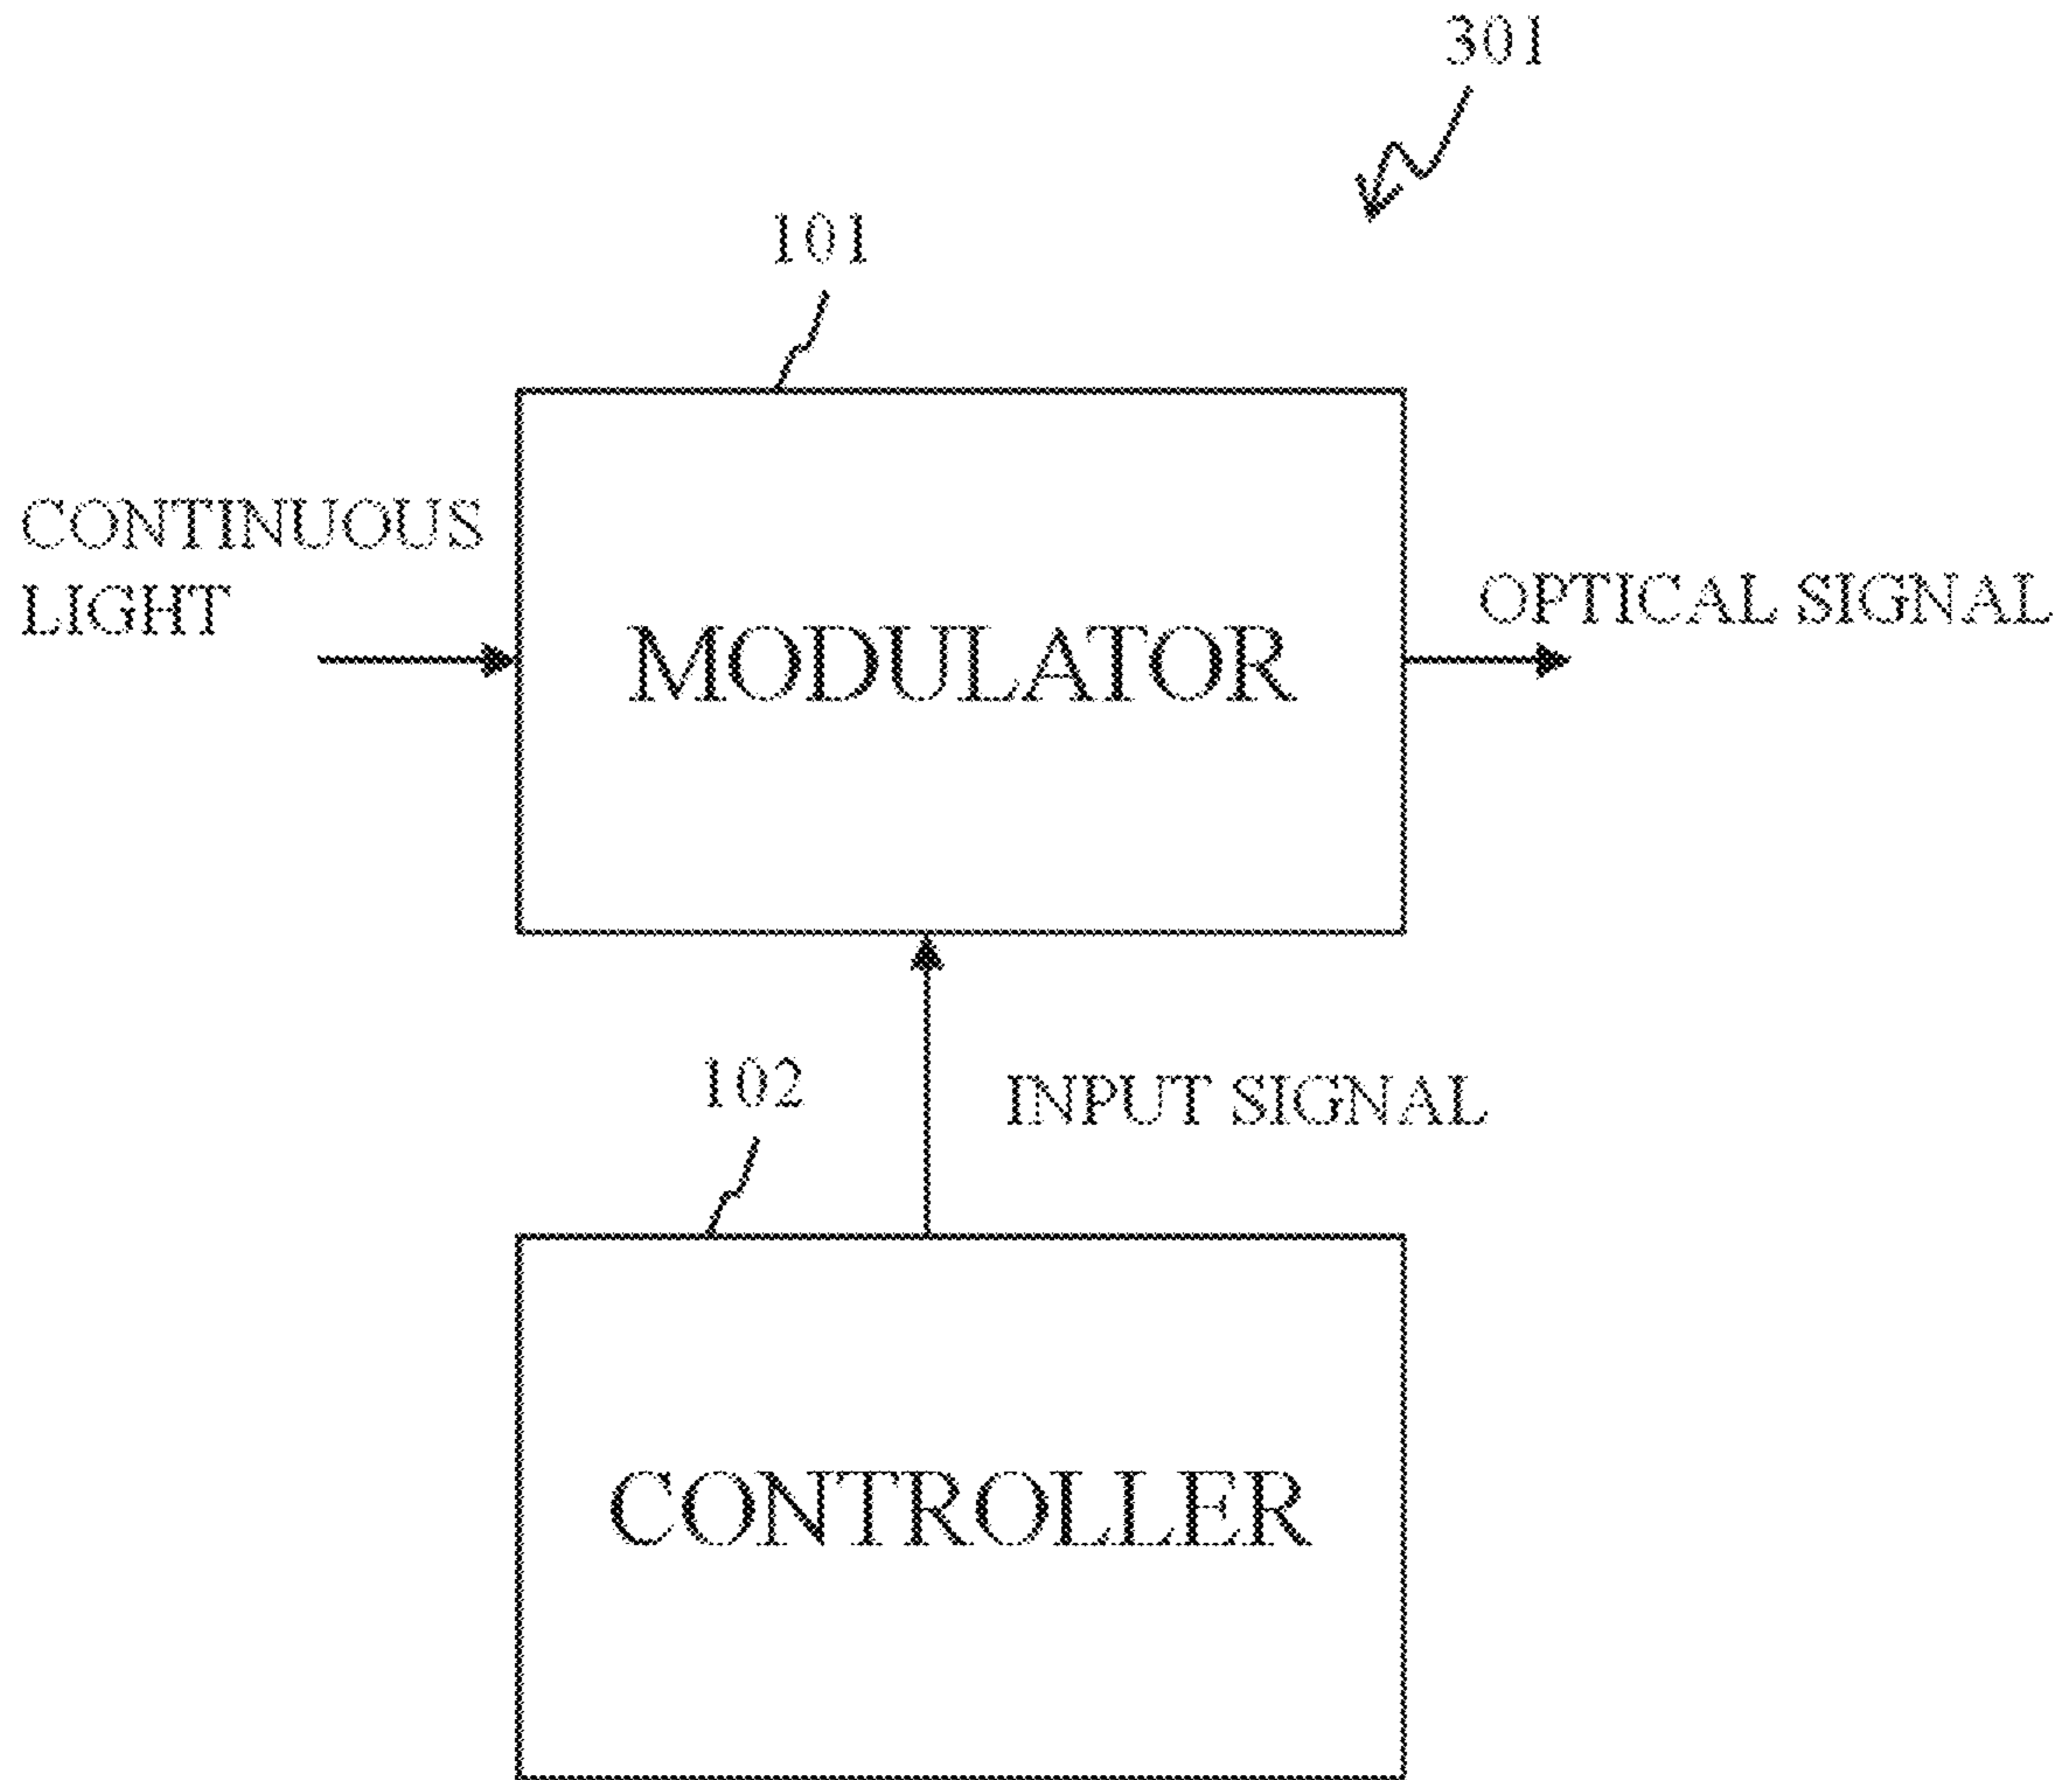 301
101
CONTINUOUS
LIGHT
MODULATOR
OPTICAL SIGNAL
102
INPUT SIGNAL
CONTROLLER